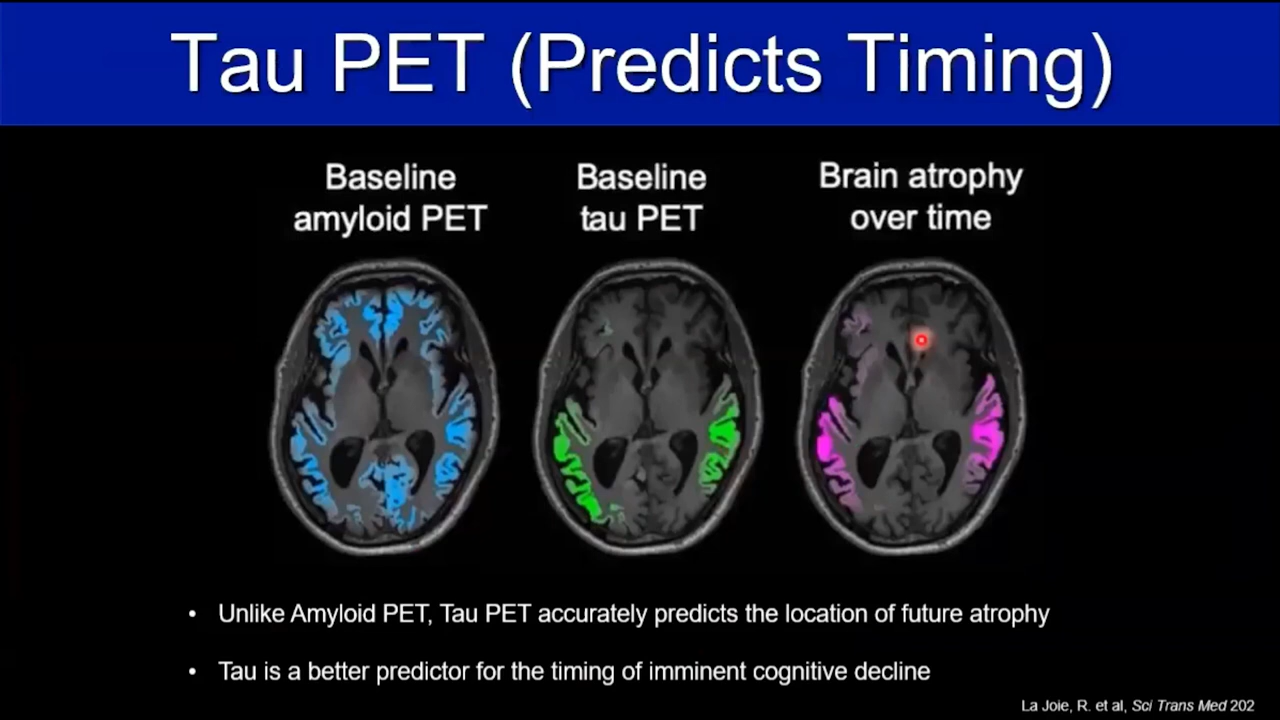 Tau PET (Predicts Timing)
Baseline
amyloid PET
Baseline
tau PET
Brain atrophy
over time
• Unlike Amyloid PET, Tau PET accurately predicts the location of future atrophy
• Tau is a better predictor for the timing of imminent cognitive decline
La Joie, R. et al, Sci Trans Med 202